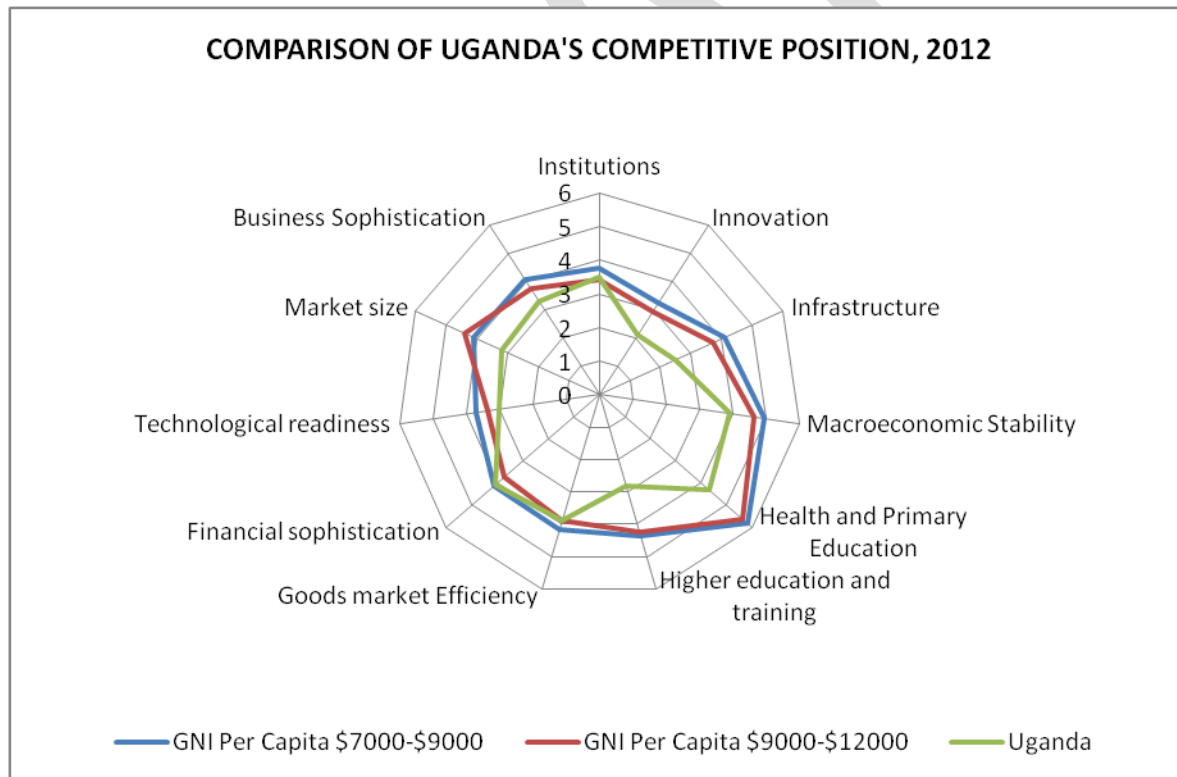 COMPARISON OF UGANDA'S COMPETITIVE POSITION, 2012
Institutions
Innovation
Infrastructure
Macroeconomic Stability
Health and Primary
Education
Higher education and
training
Goods market Efficiency
Financial sophistication
Technological readiness
Market size
Business Sophistication
6
5
4
3
2
1
0
GNI Per Capita $7000-$9000
GNI Per Capita $9000-$12000
Uganda